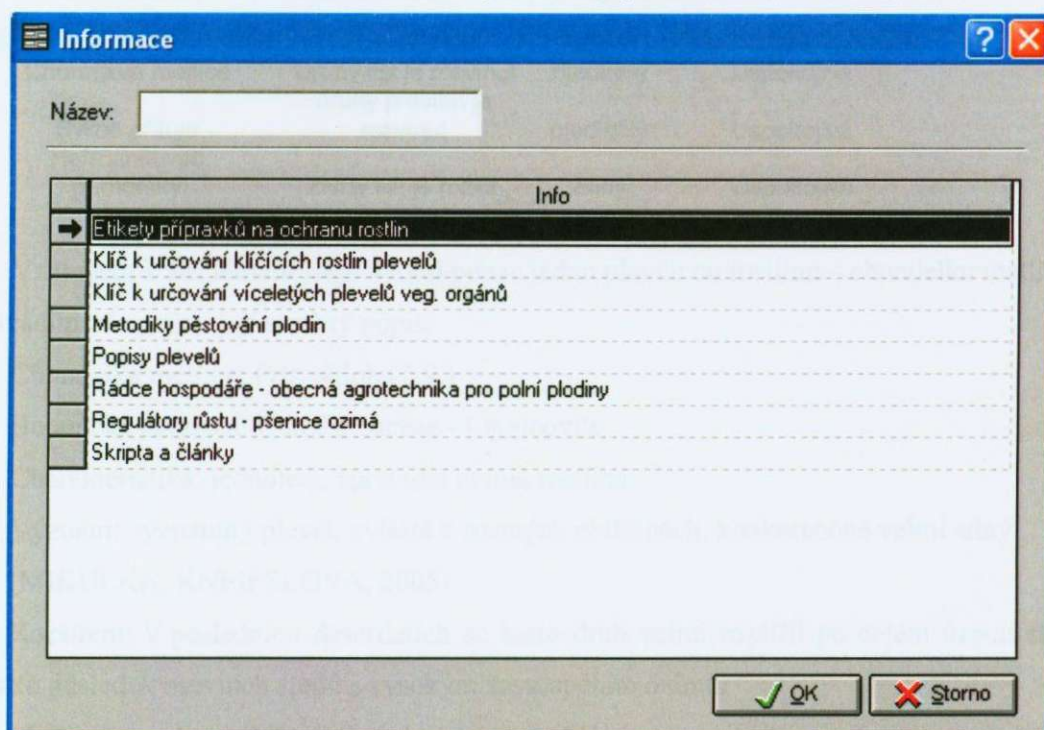 Informace
Název:
Info
Etikety přípravků na ochranu rostlin
Klíč k určování klíčících rostlin plevelů
Klíč k určování víceletých plevelů veg. orgánů
Metodiky pěstování plodin
Popisy plevelů
Rádce hospodáře - obecná agrotechnika pro polní plodiny
Regulátory růstu - pšenice ozimá
Skripta a články
OK
Storno